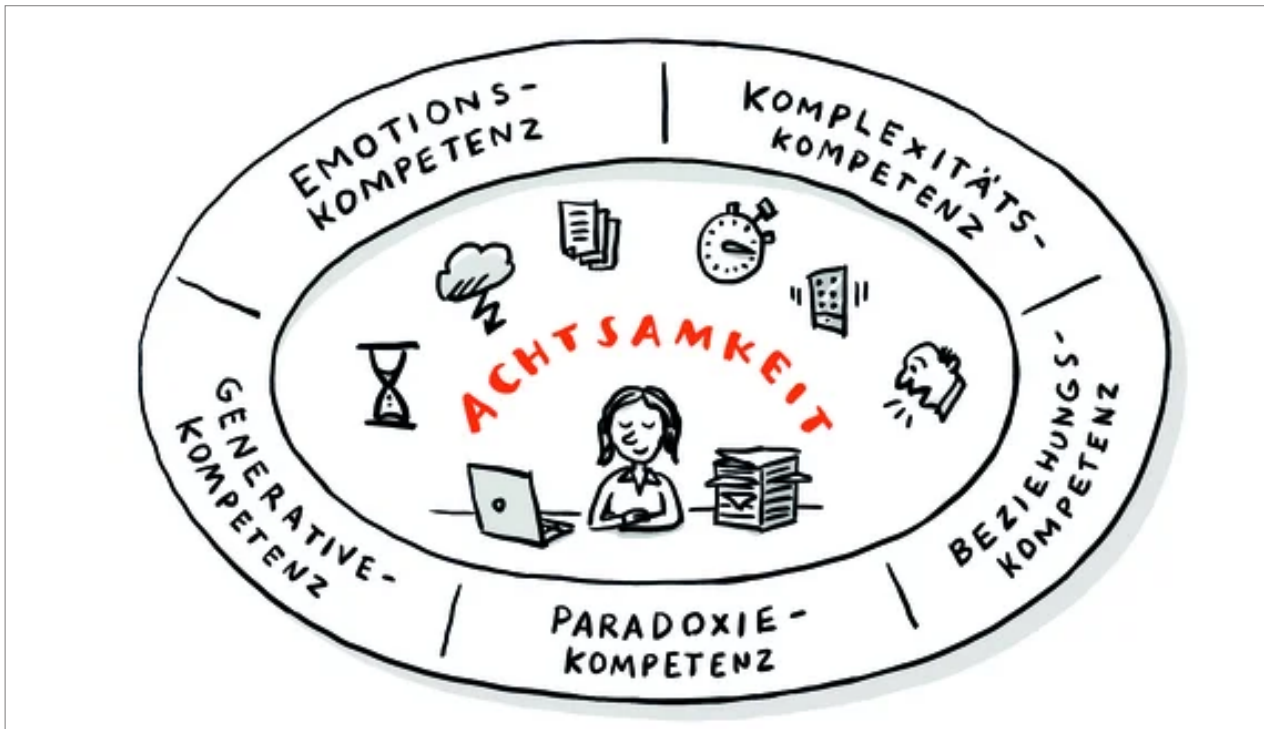 EMOTIONS-
KOMPETENZ
KOMPLEXITÄTS-
KOMPETENZ
ACHTSAMKEIT
GENERATIVE-
KOMPETENZ
BEZIEHUNGS-
KOMPETENZ
PARADOXIE-
KOMPETENZ